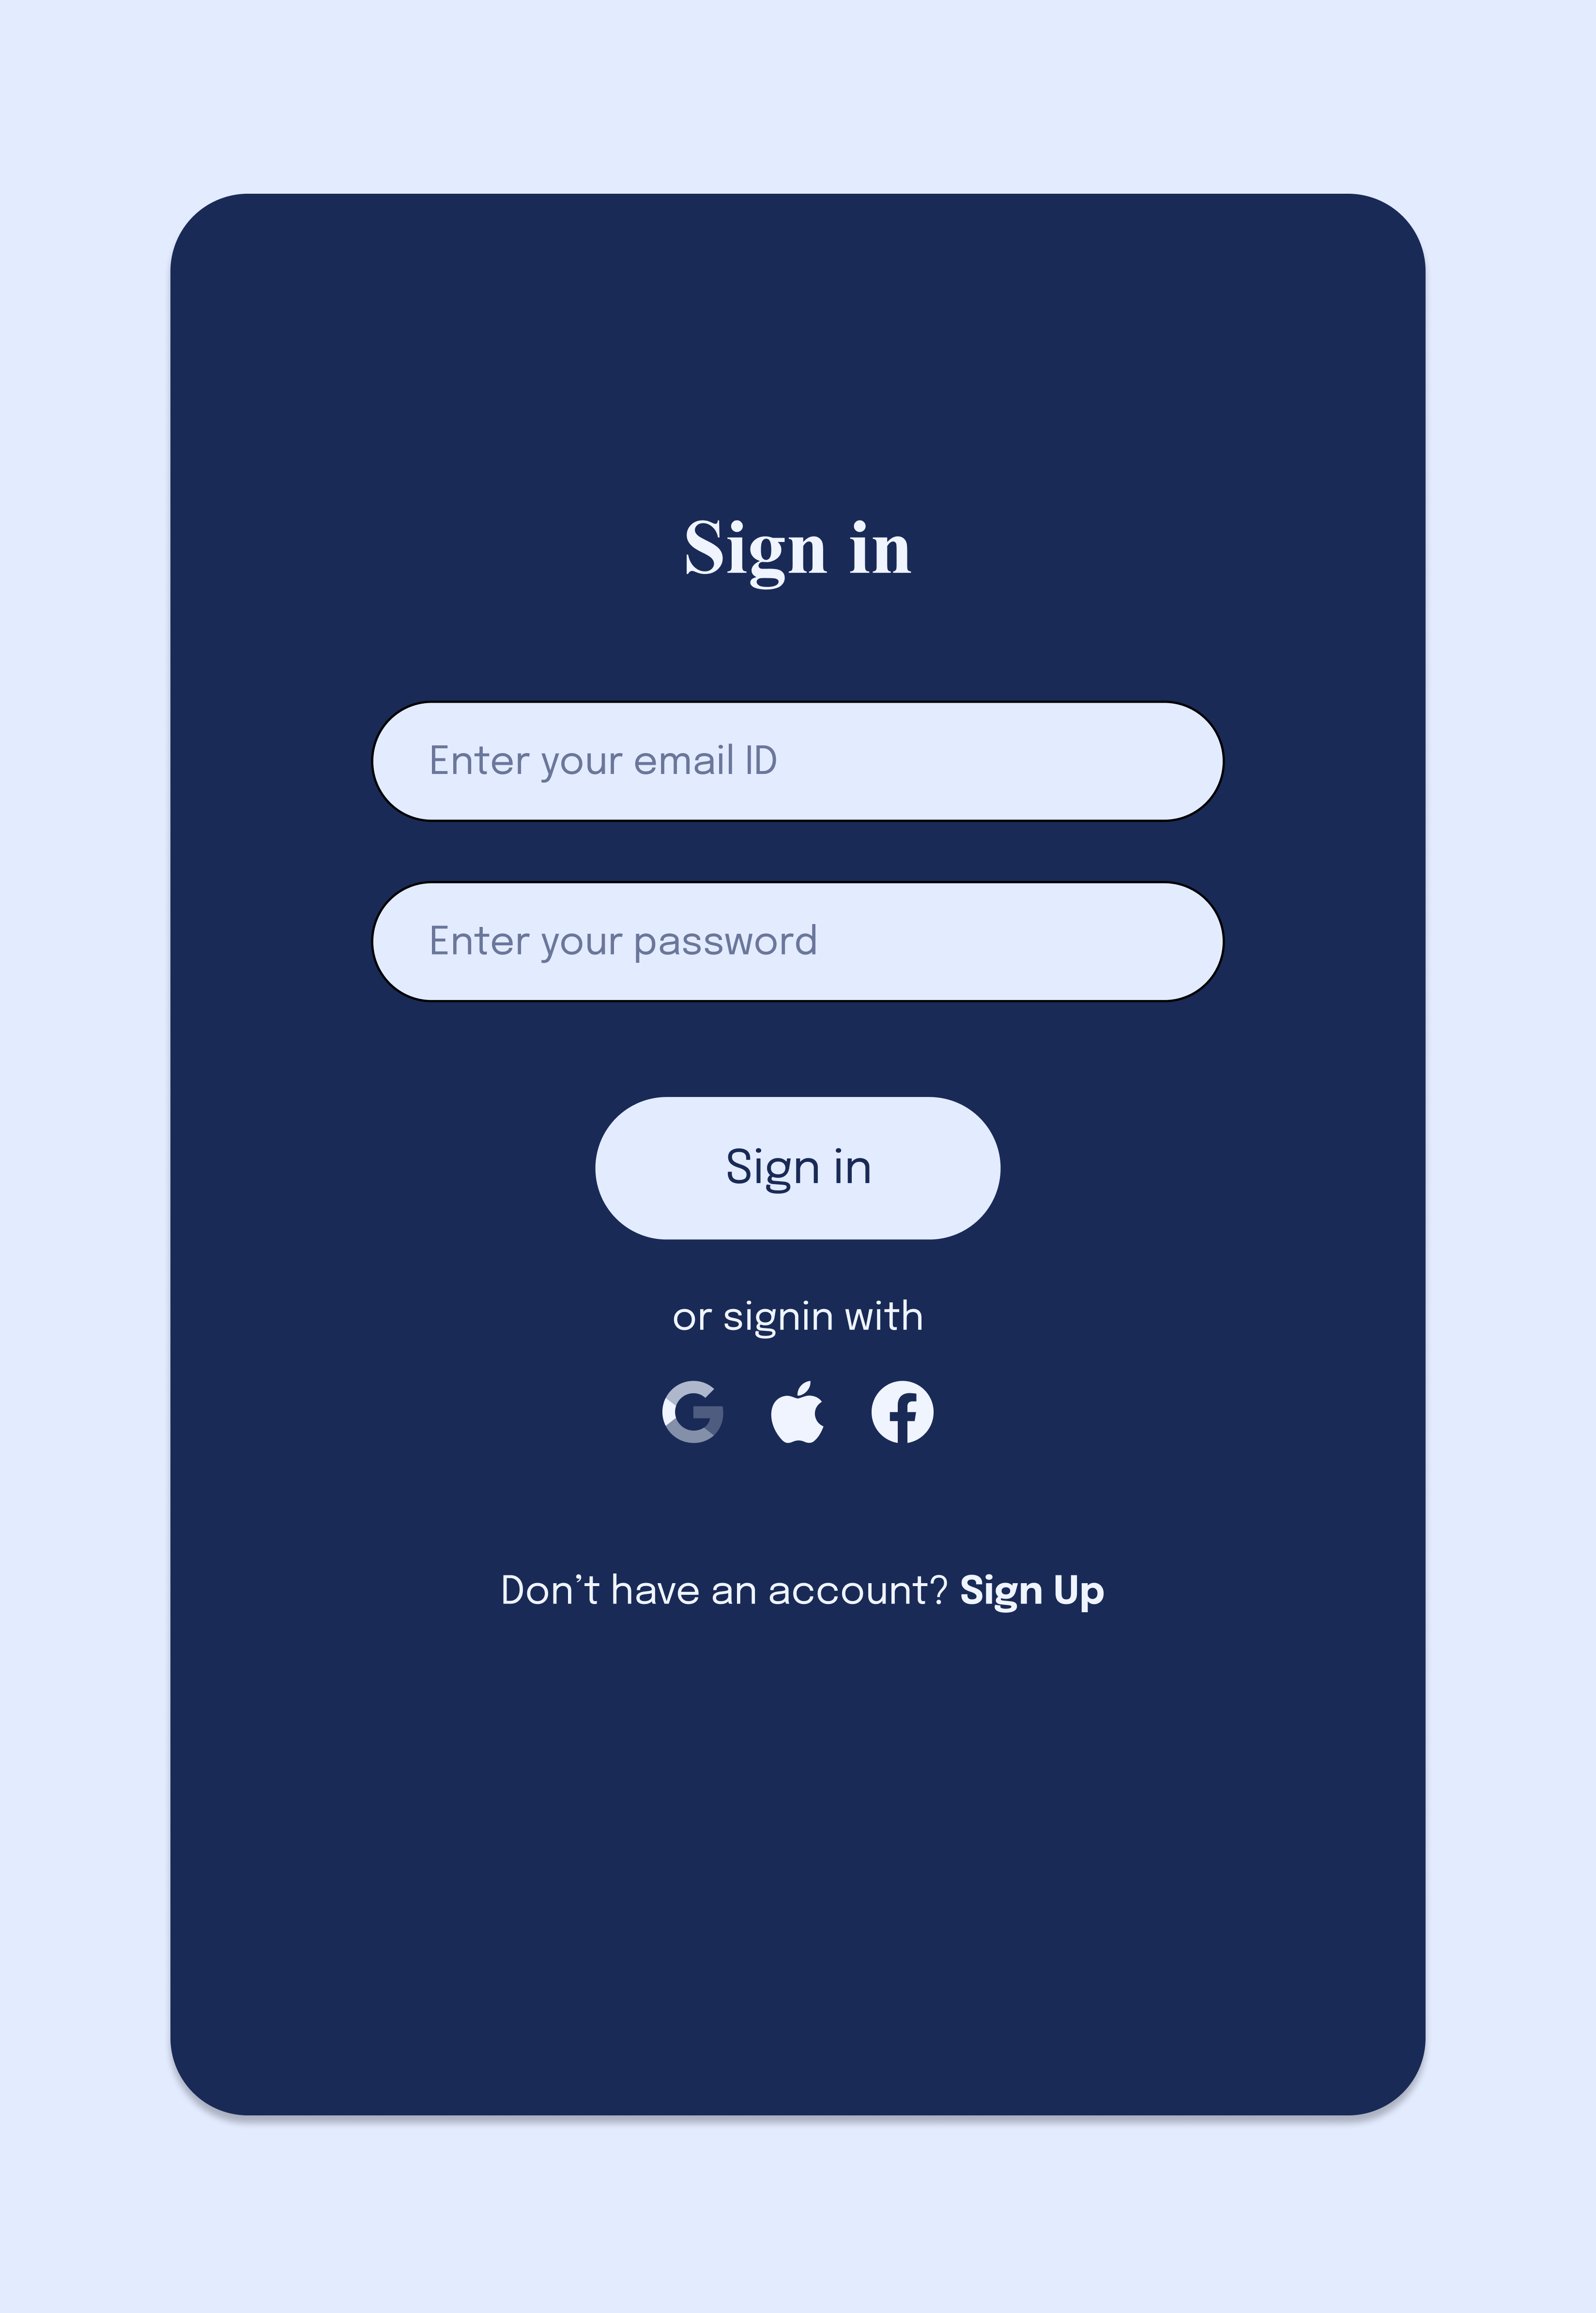 Sign in
Enter your email ID
Enter your password
Sign in
or signin with
Don’t have an account? Sign Up